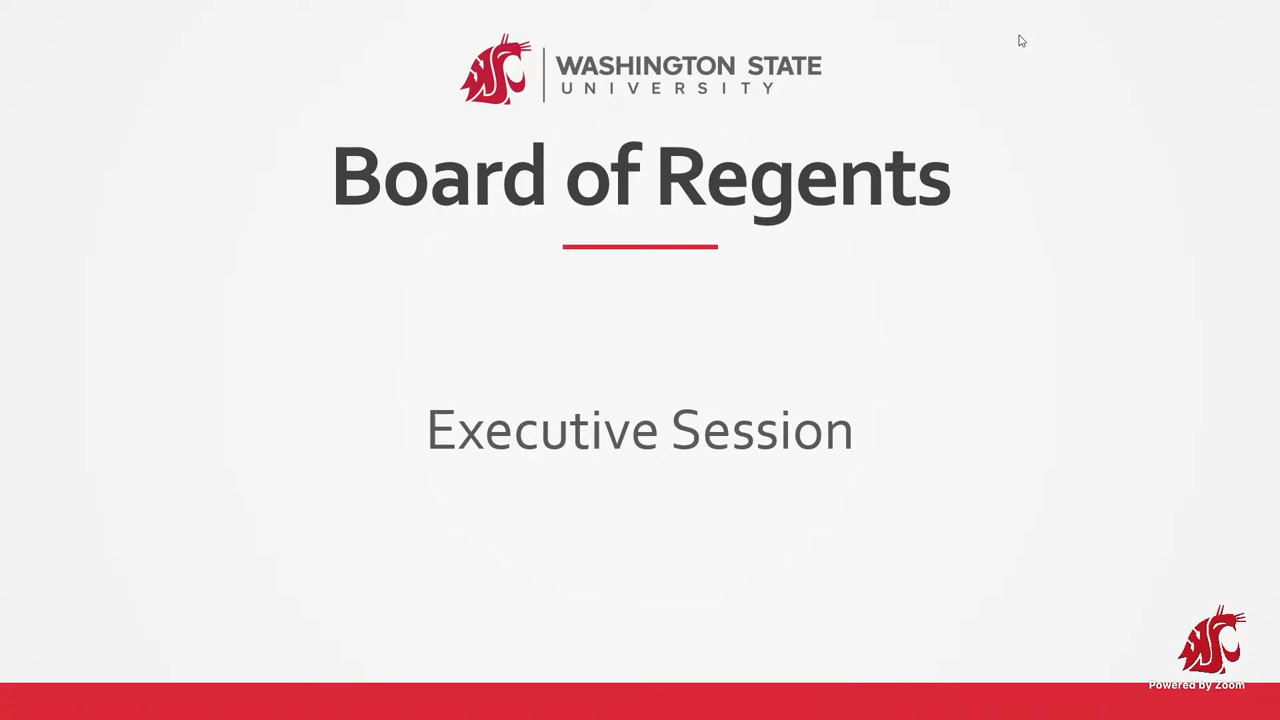 WASHINGTON STATE
UNIVERSITY
Board of Regents
Executive Session
Powered by Zoom